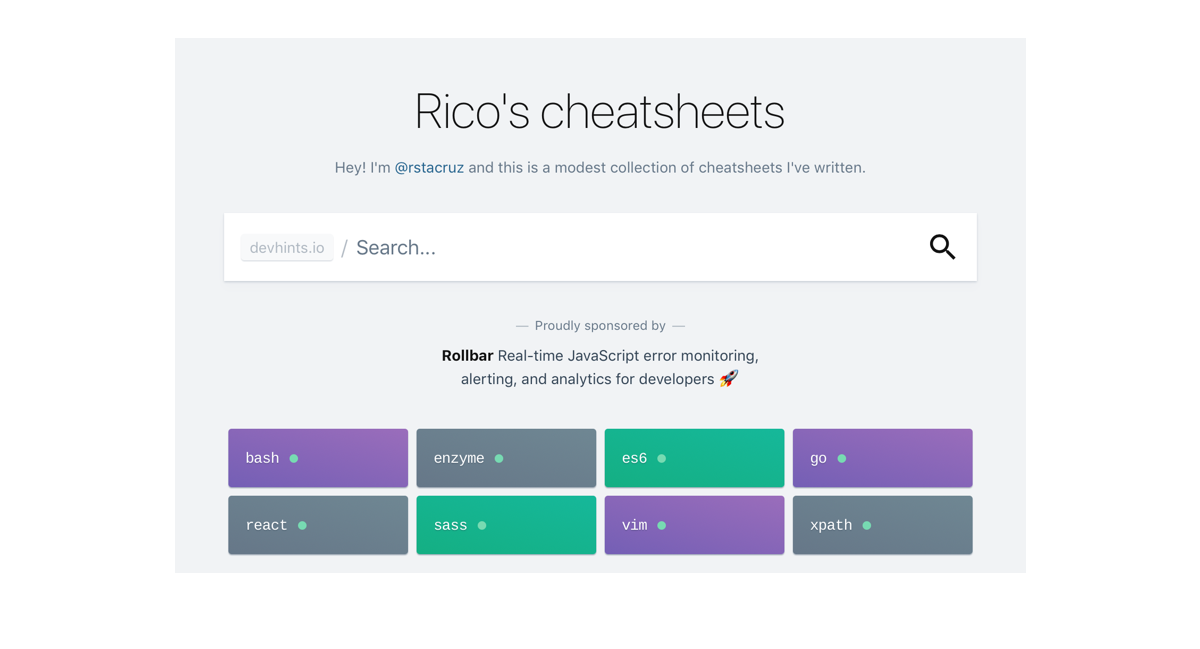 Rico's cheatsheets
Hey! I'm @rstacruz and this is a modest collection of cheatsheets I've written.
devhints.io / Search...
— Proudly sponsored by —
Rollbar Real-time JavaScript error monitoring,
alerting, and analytics for developers 🚀
bash enzyme es6 go
react sass vim xpath